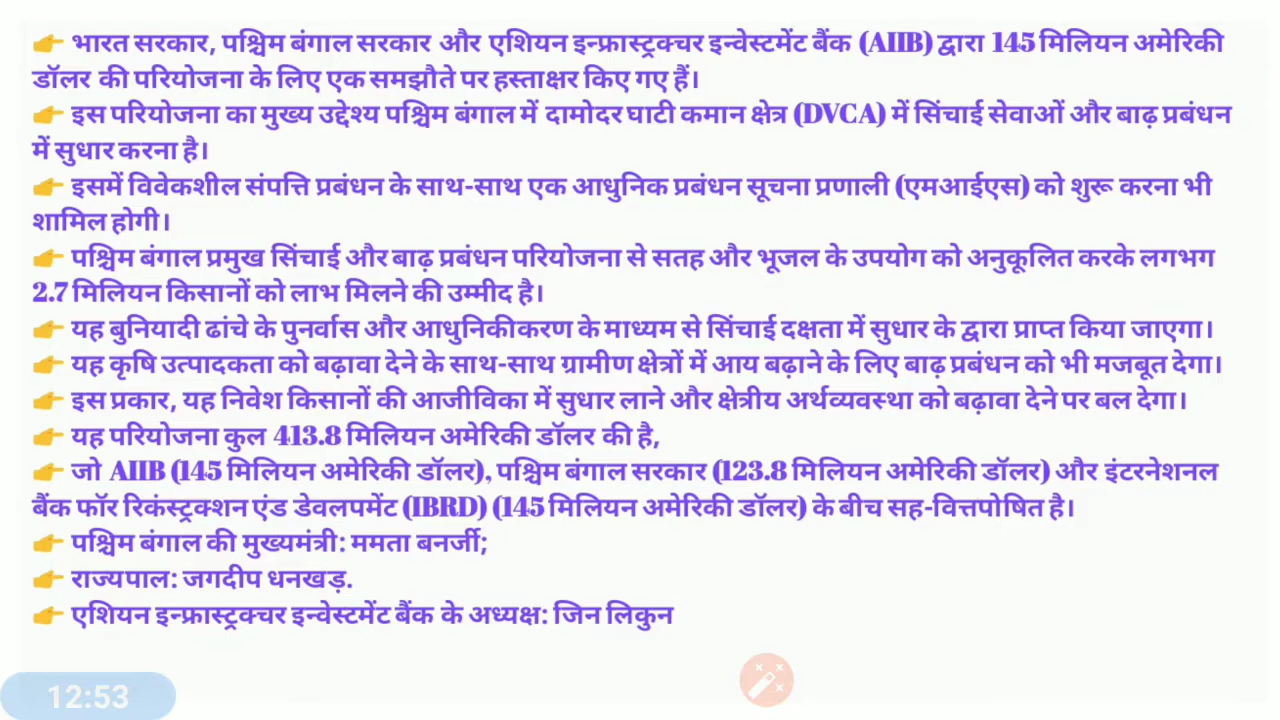 👉 भारत सरकार, पश्चिम बंगाल सरकार और एशियन इन्फ्रास्ट्रक्चर इन्वेस्टमेंट बैंक (AIIB) द्वारा 145 मिलियन अमेरिकी
डॉलर की परियोजना के लिए एक समझौते पर हस्ताक्षर किए गए हैं।
👉 इस परियोजना का मुख्य उद्देश्य पश्चिम बंगाल में दामोदर घाटी कमान क्षेत्र (DVCA) में सिंचाई सेवाओं और बाढ़ प्रबंधन
में सुधार करना है।
👉 इसमें विवेकशील संपत्ति प्रबंधन के साथ-साथ एक आधुनिक प्रबंधन सूचना प्रणाली (एमआईएस) को शुरू करना भी
शामिल होगी।
👉 पश्चिम बंगाल प्रमुख सिंचाई और बाढ़ प्रबंधन परियोजना से सतह और भूजल के उपयोग को अनुकूलित करके लगभग
2.7 मिलियन किसानों को लाभ मिलने की उम्मीद है।
👉 यह बुनियादी ढांचे के पुनर्वास और आधुनिकीकरण के माध्यम से सिंचाई दक्षता में सुधार के द्वारा प्राप्त किया जाएगा।
👉 यह कृषि उत्पादकता को बढ़ावा देने के साथ-साथ ग्रामीण क्षेत्रों में आय बढ़ाने के लिए बाढ़ प्रबंधन को भी मजबूत देगा।
👉 इस प्रकार, यह निवेश किसानों की आजीविका में सुधार लाने और क्षेत्रीय अर्थव्यवस्था को बढ़ावा देने पर बल देगा।
👉 यह परियोजना कुल 413.8 मिलियन अमेरिकी डॉलर की है,
👉 जो AIIB (145 मिलियन अमेरिकी डॉलर), पश्चिम बंगाल सरकार (123.8 मिलियन अमेरिकी डॉलर) और इंटरनेशनल
बैंक फॉर रिकंस्ट्रक्शन एंड डेवलपमेंट (IBRD) (145 मिलियन अमेरिकी डॉलर) के बीच सह-वित्तपोषित है।
👉 पश्चिम बंगाल की मुख्यमंत्री: ममता बनर्जी;
👉 राज्यपाल: जगदीप धनखड़.
👉 एशियन इन्फ्रास्ट्रक्चर इन्वेस्टमेंट बैंक के अध्यक्ष: जिन लिकुन
12:53